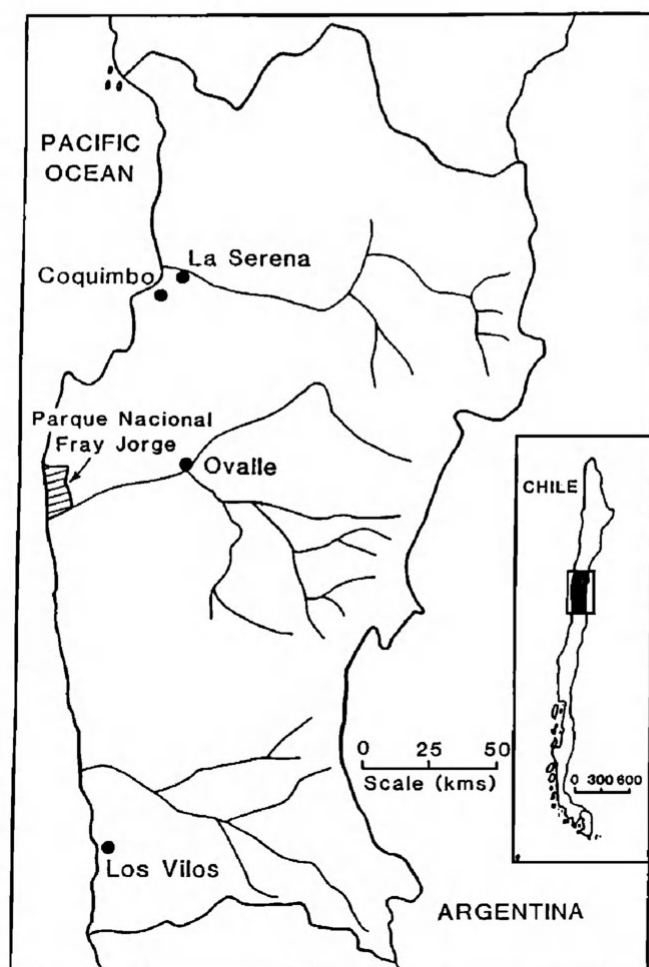 PACIFIC
OCEAN
La Serena
Coquimbo
Parque Nacional
Fray Jorge
Ovalle
CHILE
0 300 600
0 25 50
Scale (kms)
Los Vilos
ARGENTINA